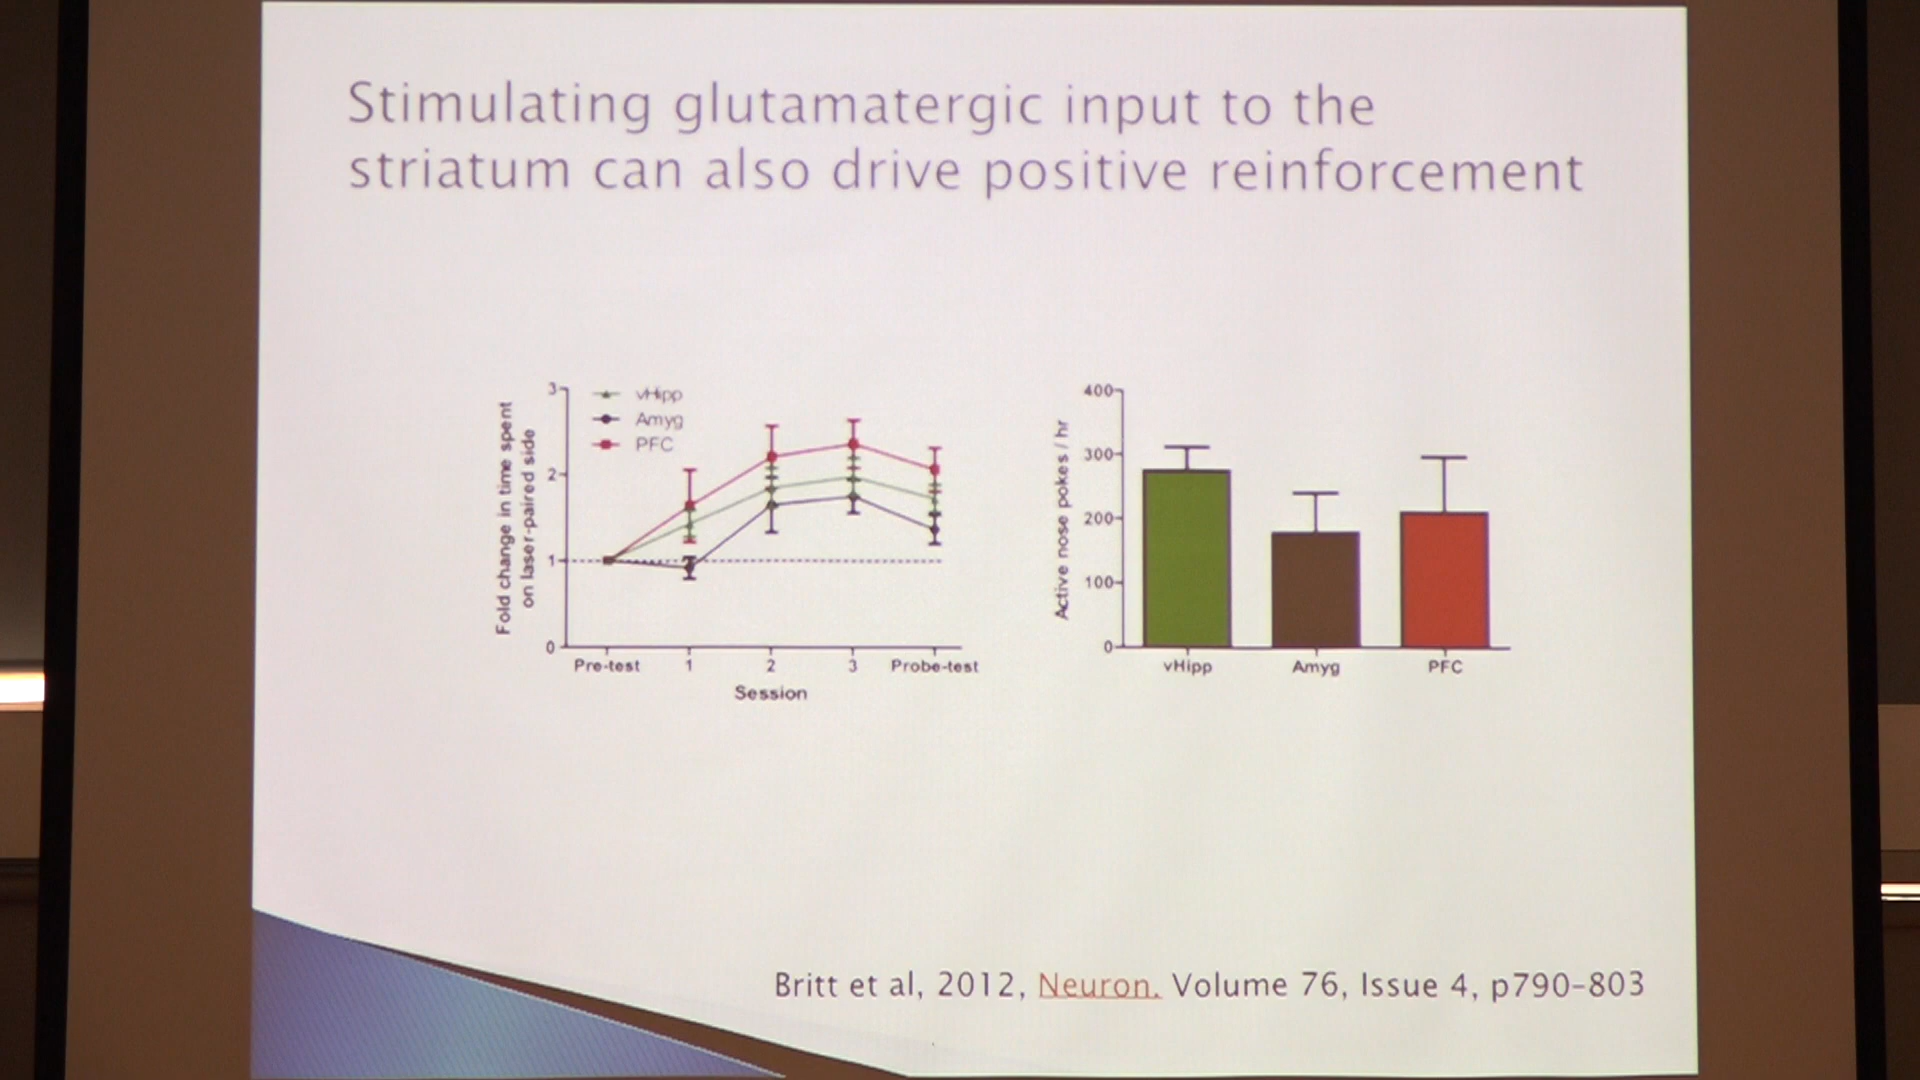 Stimulating glutamatergic input to the
striatum can also drive positive reinforcement
Fold change in time spent
on laser-paired side
3
2
1
0
vHipp
Amyg
PFC
Pre-test 1 2 3 Probe-test
Session
Active nose pokes / hr
400
300
200
100
0
vHipp Amyg PFC
Britt et al, 2012, Neuron. Volume 76, Issue 4, p790-803